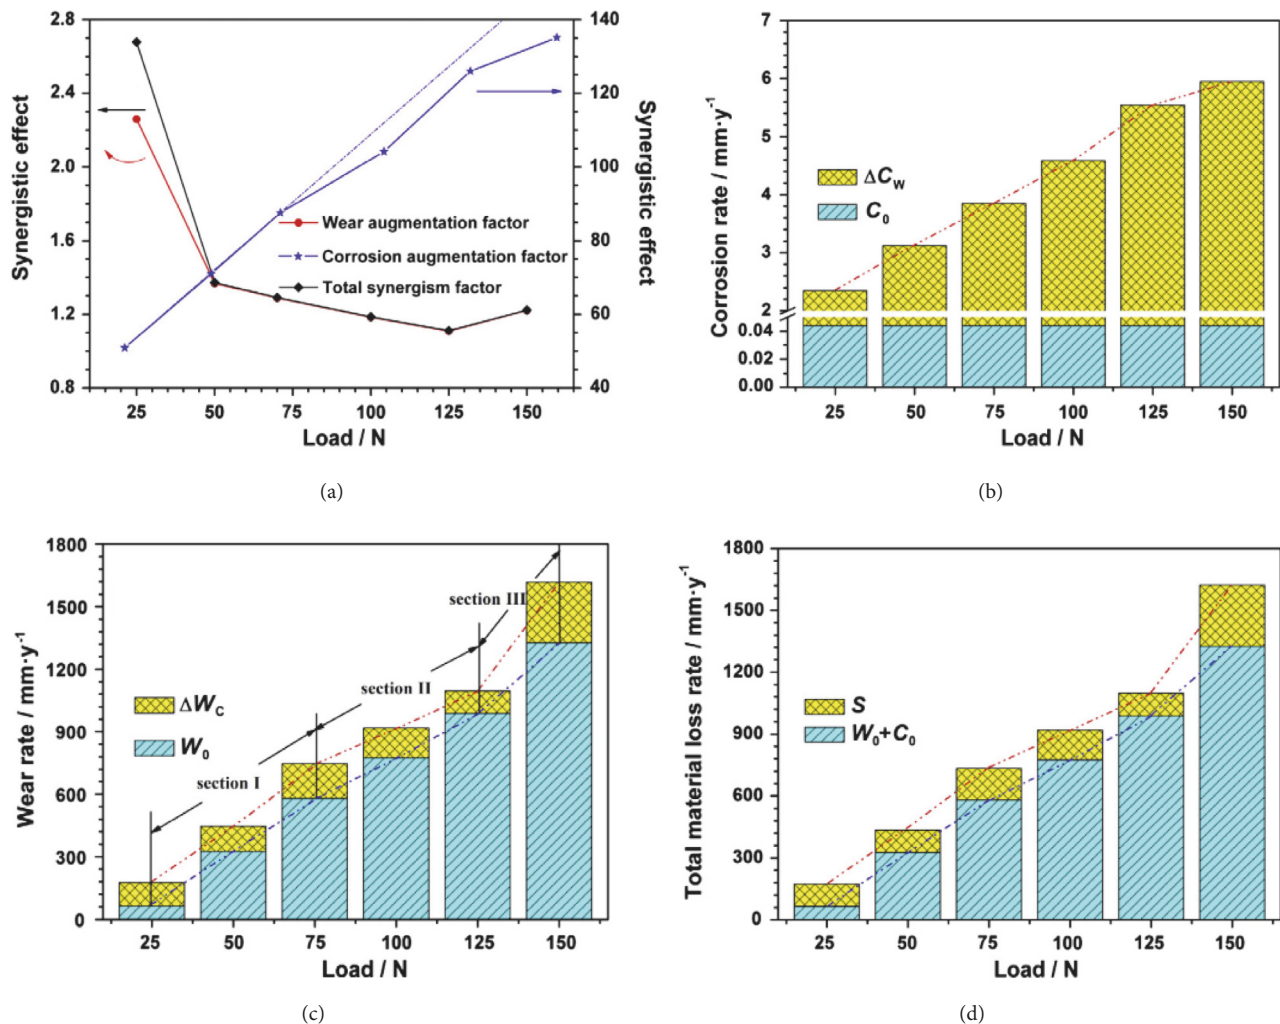 2.8
2.4
2.0
1.6
1.2
0.8
Synergistic effect
140
120
100
80
60
40
Synergistic effect
Wear augmentation factor
Corrosion augmentation factor
Total synergism factor
25 50 75 100 125 150
Load / N
(a)
7
6
5
4
3
2
0.04
0.02
0.00
Corrosion rate / mm·y⁻¹
ΔC_W
C_0
25 50 75 100 125 150
Load / N
(b)
1800
1500
1200
900
600
300
0
Wear rate / mm·y⁻¹
section III
section II
section I
ΔW_C
W_0
25 50 75 100 125 150
Load / N
(c)
1800
1500
1200
900
600
300
0
Total material loss rate / mm·y⁻¹
S
W_0+C_0
25 50 75 100 125 150
Load / N
(d)